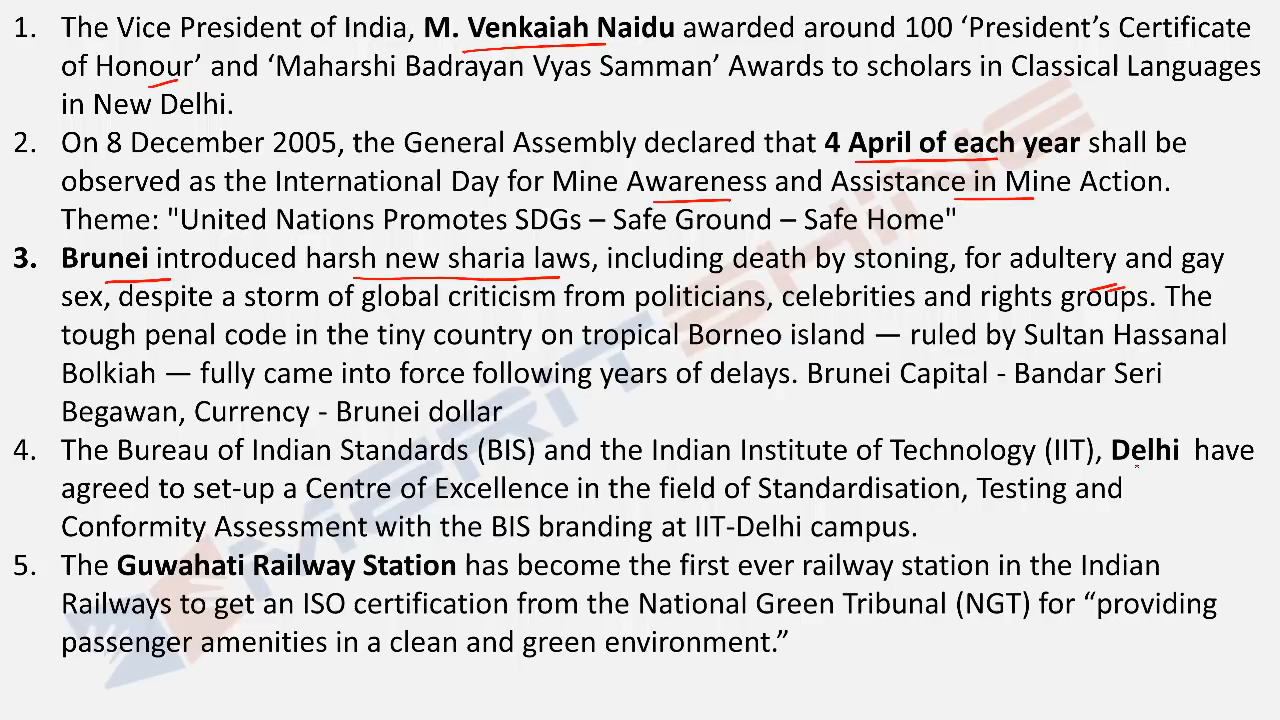 1. The Vice President of India, M. Venkaiah Naidu awarded around 100 ‘President’s Certificate
of Honour’ and ‘Maharshi Badrayan Vyas Samman’ Awards to scholars in Classical Languages
in New Delhi.
2. On 8 December 2005, the General Assembly declared that 4 April of each year shall be
observed as the International Day for Mine Awareness and Assistance in Mine Action.
Theme: "United Nations Promotes SDGs – Safe Ground – Safe Home"
3. Brunei introduced harsh new sharia laws, including death by stoning, for adultery and gay
sex, despite a storm of global criticism from politicians, celebrities and rights groups. The
tough penal code in the tiny country on tropical Borneo island — ruled by Sultan Hassanal
Bolkiah — fully came into force following years of delays. Brunei Capital - Bandar Seri
Begawan, Currency - Brunei dollar
4. The Bureau of Indian Standards (BIS) and the Indian Institute of Technology (IIT), Delhi have
agreed to set-up a Centre of Excellence in the field of Standardisation, Testing and
Conformity Assessment with the BIS branding at IIT-Delhi campus.
5. The Guwahati Railway Station has become the first ever railway station in the Indian
Railways to get an ISO certification from the National Green Tribunal (NGT) for “providing
passenger amenities in a clean and green environment.”
MERIT SHINE